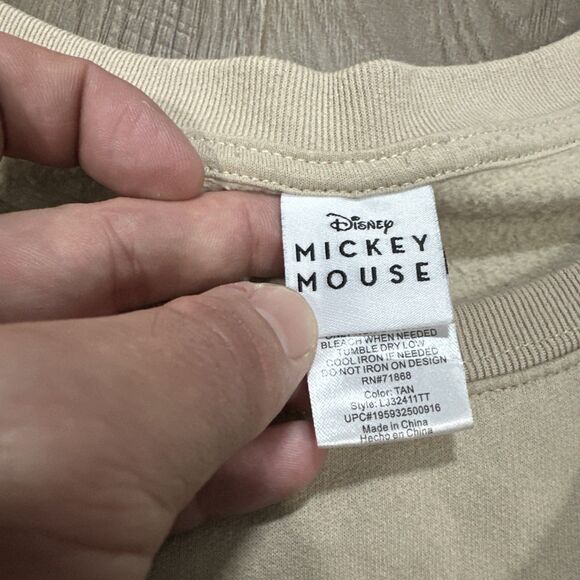 Disney
MICKEY
MOUSE
BLEACH WHEN NEEDED
TUMBLE DRY LOW
COOL IRON IF NEEDED
DO NOT IRON ON DESIGN
RN#71868
Color: TAN
Style: LJ32411TT
UPC#195932500916
Made in China
Hecho en China